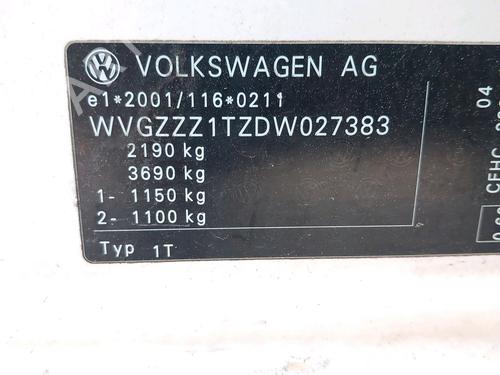 VOLKSWAGEN AG
e1*2001/116*0211
WVGZZZ1TZDW027383
2190 kg
3690 kg
1- 1150 kg
2- 1100 kg
Typ 1T
04
CFHC